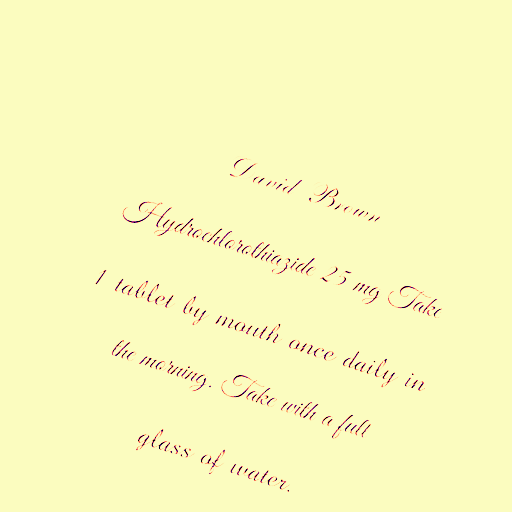 David Brown
Hydrochlorothiazide 25 mg Take
1 tablet by mouth once daily in
the morning. Take with a full
glass of water.